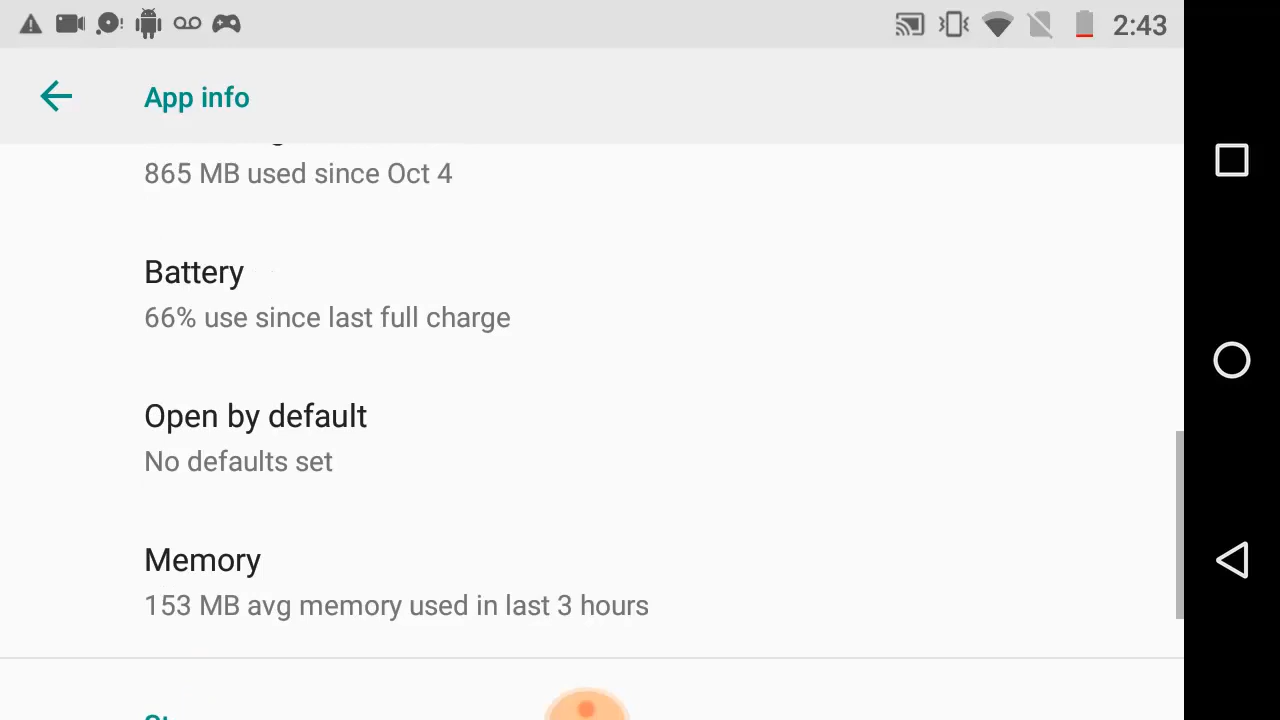 2:43
App info
865 MB used since Oct 4
Battery
66% use since last full charge
Open by default
No defaults set
Memory
153 MB avg memory used in last 3 hours